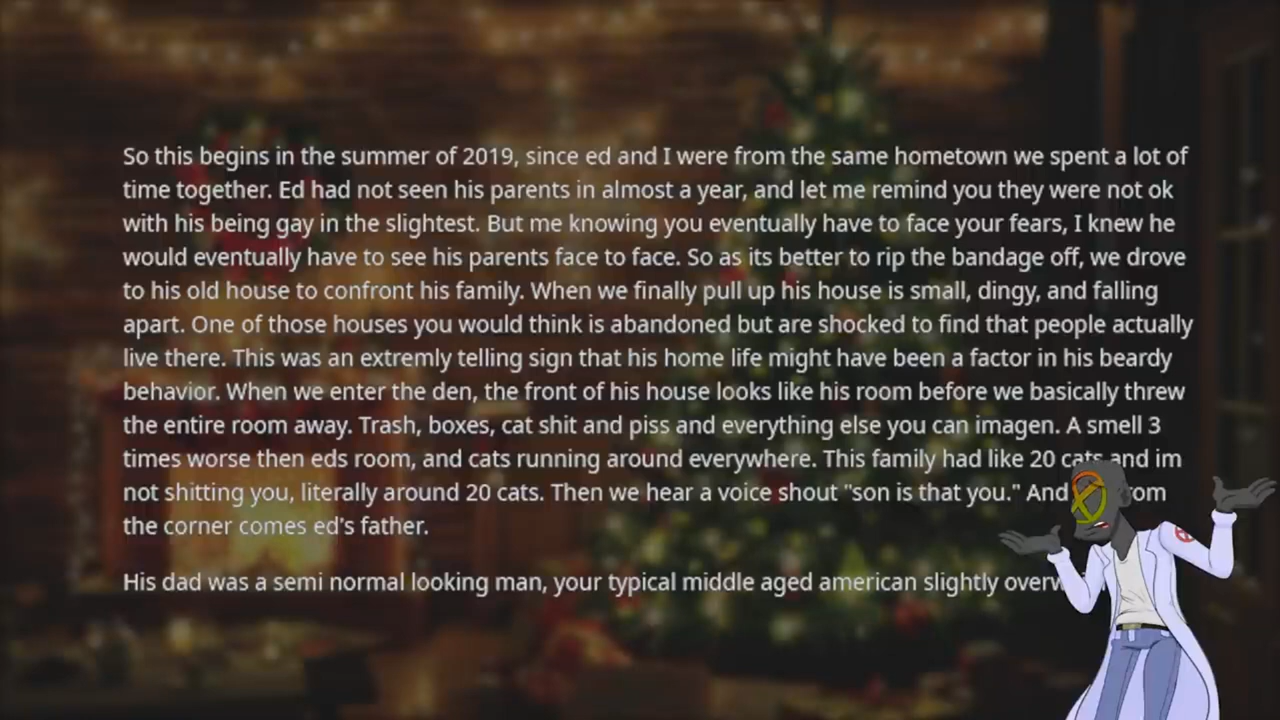 So this begins in the summer of 2019, since ed and I were from the same hometown we spent a lot of
time together. Ed had not seen his parents in almost a year, and let me remind you they were not ok
with his being gay in the slightest. But me knowing you eventually have to face your fears, I knew he
would eventually have to see his parents face to face. So as its better to rip the bandage off, we drove
to his old house to confront his family. When we finally pull up his house is small, dingy, and falling
apart. One of those houses you would think is abandoned but are shocked to find that people actually
live there. This was an extremly telling sign that his home life might have been a factor in his beardy
behavior. When we enter the den, the front of his house looks like his room before we basically threw
the entire room away. Trash, boxes, cat shit and piss and everything else you can imagen. A smell 3
times worse then eds room, and cats running around everywhere. This family had like 20 cats and im
not shitting you, literally around 20 cats. Then we hear a voice shout "son is that you." And
the corner comes ed's father.
His dad was a semi normal looking man, your typical middle aged american slightly